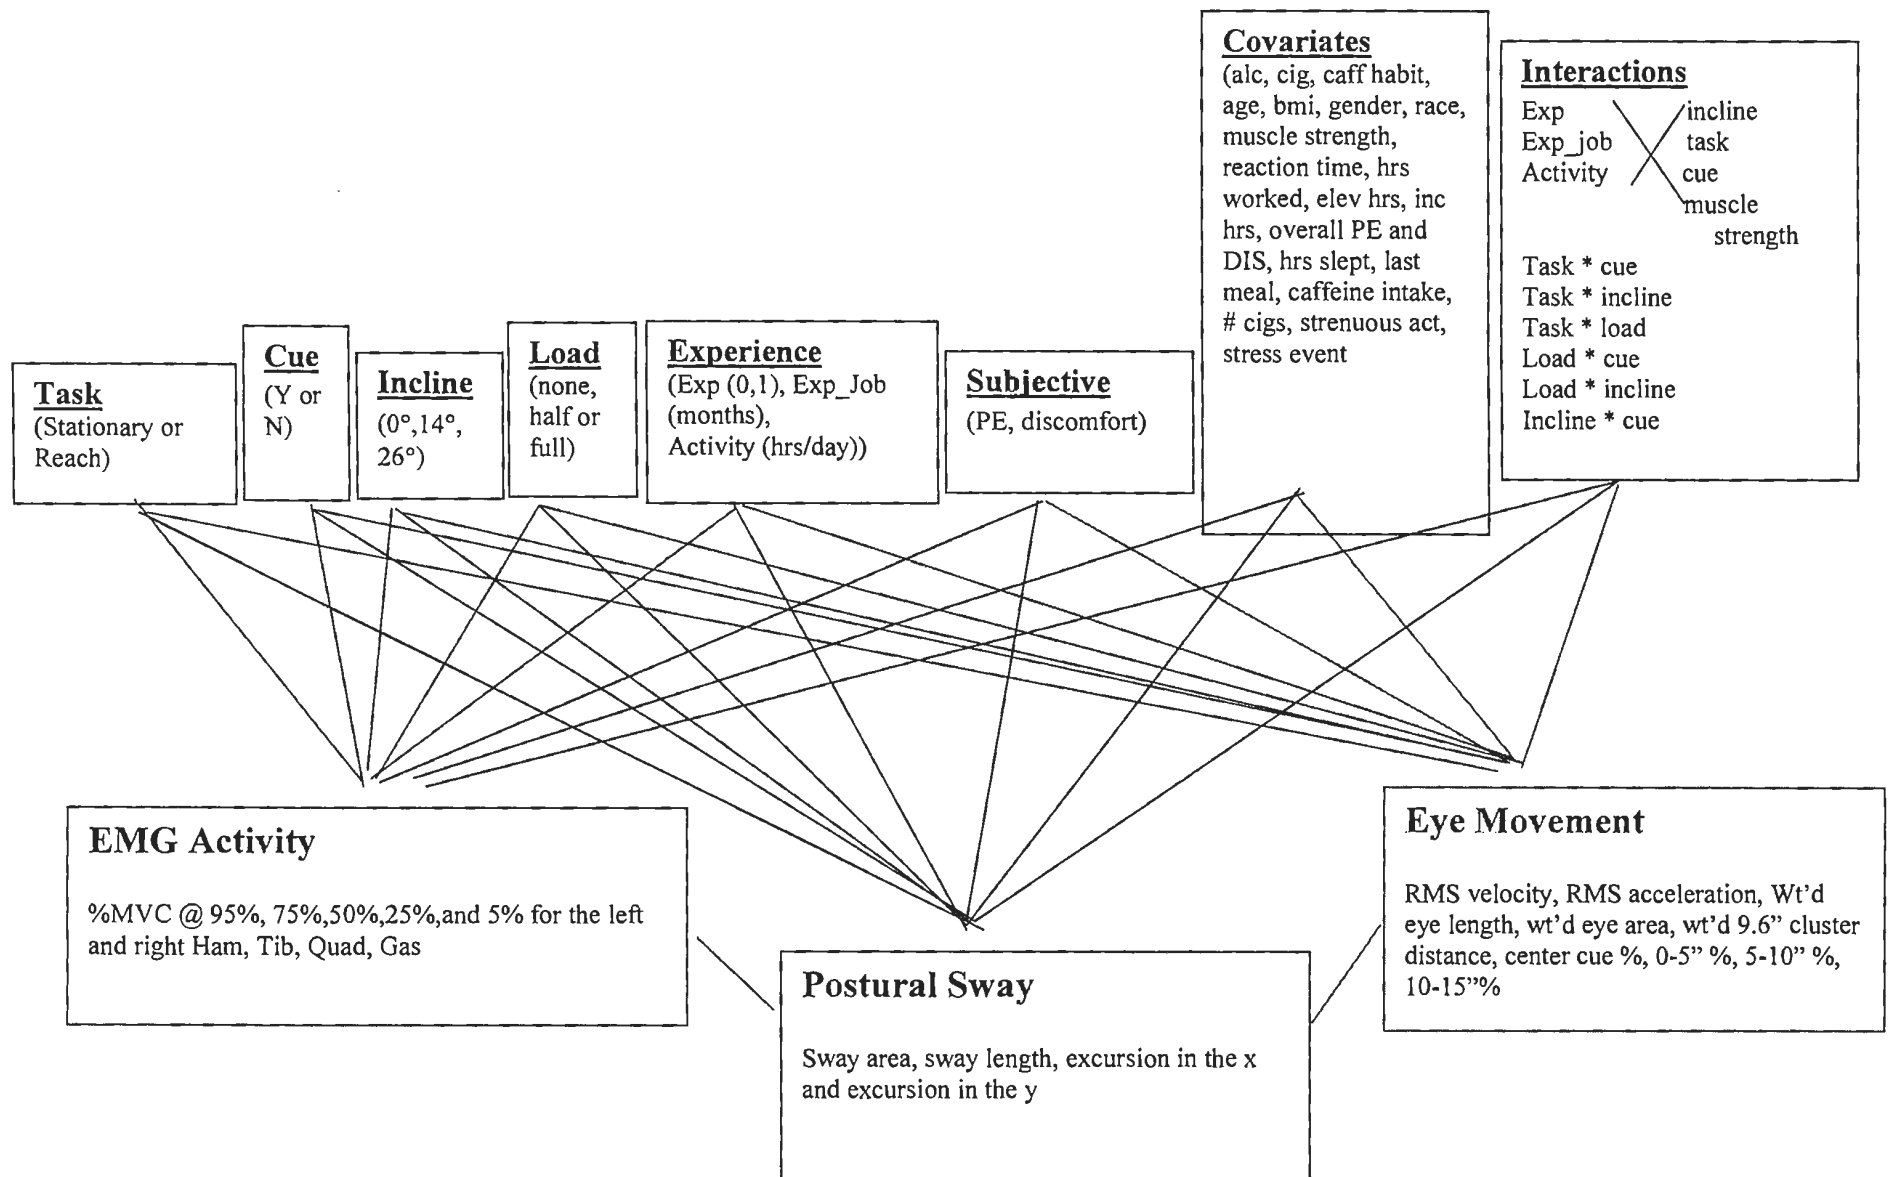 Task
(Stationary or
Reach)
Cue
(Y or
N)
Incline
(0°,14°,
26°)
Load
(none,
half or
full)
Experience
(Exp (0,1), Exp_Job
(months),
Activity (hrs/day))
Subjective
(PE, discomfort)
Covariates
(alc, cig, caff habit,
age, bmi, gender, race,
muscle strength,
reaction time, hrs
worked, elev hrs, inc
hrs, overall PE and
DIS, hrs slept, last
meal, caffeine intake,
# cigs, strenuous act,
stress event
Interactions
Exp incline
Exp_job task
Activity cue
muscle
strength
Task * cue
Task * incline
Task * load
Load * cue
Load * incline
Incline * cue
EMG Activity
%MVC @ 95%, 75%,50%,25%,and 5% for the left
and right Ham, Tib, Quad, Gas
Postural Sway
Sway area, sway length, excursion in the x
and excursion in the y
Eye Movement
RMS velocity, RMS acceleration, Wt'd
eye length, wt'd eye area, wt'd 9.6” cluster
distance, center cue %, 0-5” %, 5-10” %,
10-15”%